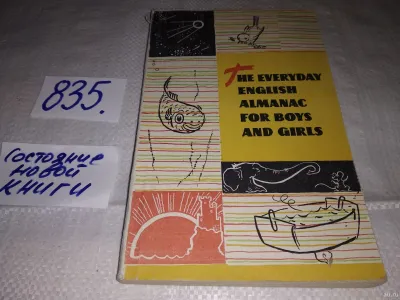 835.
Состояние
новой
книги
THE EVERYDAY
ENGLISH
ALMANAC
FOR BOYS
AND GIRLS